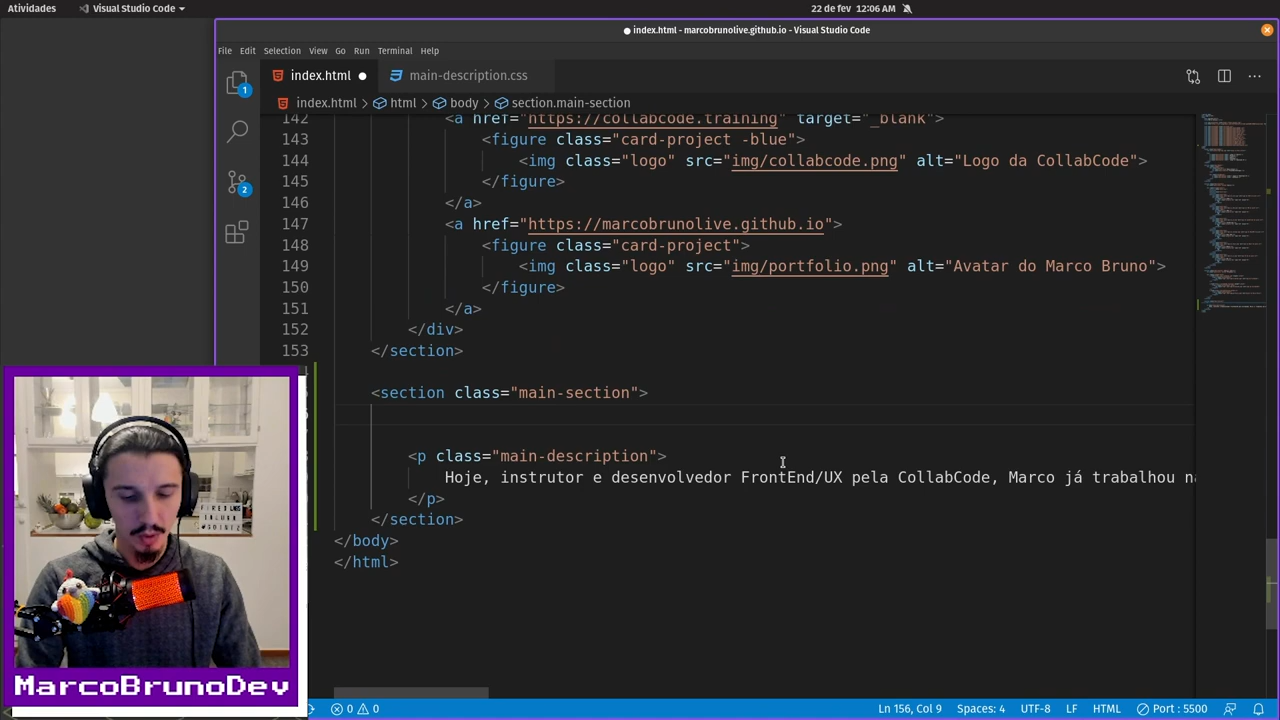 Atividades
Visual Studio Code
22 de fev 12:06 AM
index.html - marcobrunolive.github.io - Visual Studio Code
File Edit Selection View Go Run Terminal Help
index.html
main-description.css
index.html > html > body > section.main-section
142 <a href="https://collabcode.training" target="_blank">
143 <figure class="card-project -blue">
144 <img class="logo" src="img/collabcode.png" alt="Logo da CollabCode">
145 </figure>
146 </a>
147 <a href="https://marcobrunolive.github.io">
148 <figure class="card-project">
149 <img class="logo" src="img/portfolio.png" alt="Avatar do Marco Bruno">
150 </figure>
151 </a>
152 </div>
153 </section>
<section class="main-section">
<p class="main-description">
Hoje, instrutor e desenvolvedor FrontEnd/UX pela CollabCode, Marco já trabalhou na
</p>
</section>
</body>
</html>
1
2
MarcoBrunoDev
0 0
Ln 156, Col 9
Spaces: 4
UTF-8
LF
HTML
Port : 5500